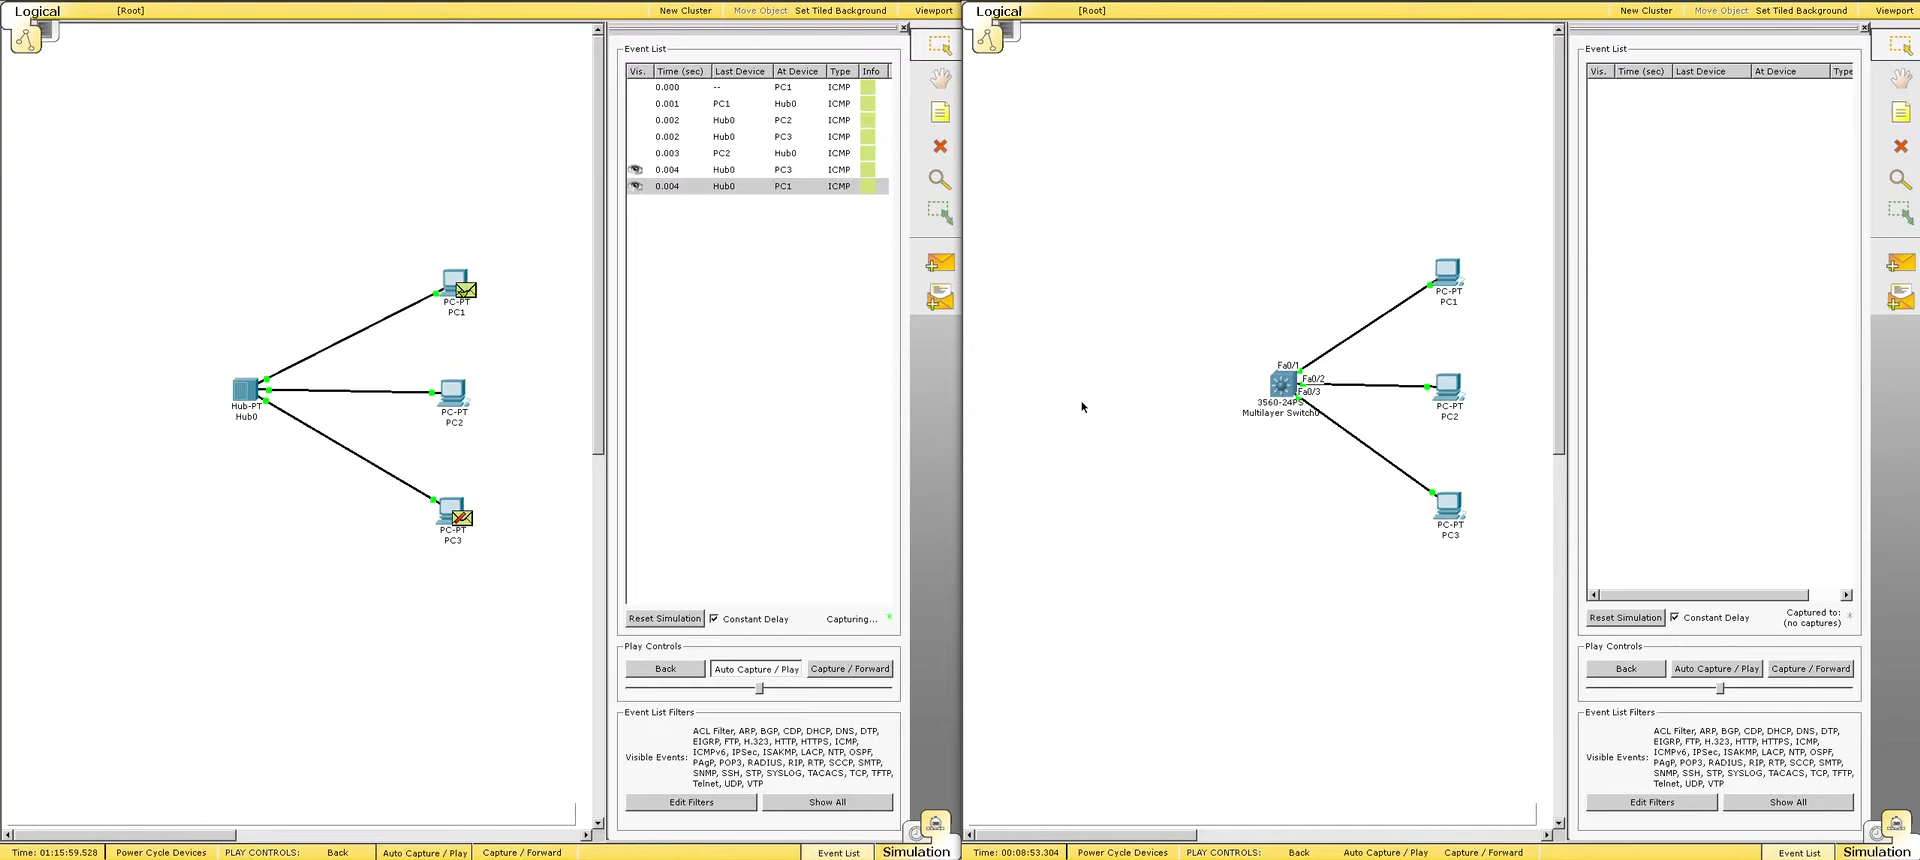 Logical [Root] New Cluster Move Object Set Tiled Background Viewport
Event List
Vis. Time (sec) Last Device At Device Type Info
0.000 -- PC1 ICMP
0.001 PC1 Hub0 ICMP
0.002 Hub0 PC2 ICMP
0.002 Hub0 PC3 ICMP
0.003 PC2 Hub0 ICMP
0.004 Hub0 PC3 ICMP
0.004 Hub0 PC1 ICMP
PC-PT
PC1
Hub-PT
Hub0
PC-PT
PC2
PC-PT
PC3
Reset Simulation Constant Delay Capturing...
Play Controls
Back Auto Capture / Play Capture / Forward
Event List Filters
Visible Events:
ACL Filter, ARP, BGP, CDP, DHCP, DNS, DTP,
EIGRP, FTP, H.323, HTTP, HTTPS, ICMP,
ICMPv6, IPSec, ISAKMP, LACP, NTP, OSPF,
PAgP, POP3, RADIUS, RIP, RTP, SCCP, SMTP,
SNMP, SSH, STP, SYSLOG, TACACS, TCP, TFTP,
Telnet, UDP, VTP
Edit Filters Show All
Time: 01:15:59.528 Power Cycle Devices PLAY CONTROLS: Back Auto Capture / Play Capture / Forward Event List Simulation
Logical [Root] New Cluster Move Object Set Tiled Background Viewport
Event List
Vis. Time (sec) Last Device At Device Type
PC-PT
PC1
Fa0/1
Fa0/2
Fa0/3
3560-24PS
Multilayer Switch0
PC-PT
PC2
PC-PT
PC3
Reset Simulation Constant Delay
Captured to:
(no captures)
Play Controls
Back Auto Capture / Play Capture / Forward
Event List Filters
Visible Events:
ACL Filter, ARP, BGP, CDP, DHCP, DNS, DTP,
EIGRP, FTP, H.323, HTTP, HTTPS, ICMP,
ICMPv6, IPSec, ISAKMP, LACP, NTP, OSPF,
PAgP, POP3, RADIUS, RIP, RTP, SCCP, SMTP,
SNMP, SSH, STP, SYSLOG, TACACS, TCP, TFTP,
Telnet, UDP, VTP
Edit Filters Show All
Time: 00:08:53.304 Power Cycle Devices PLAY CONTROLS: Back Auto Capture / Play Capture / Forward Event List Simulation